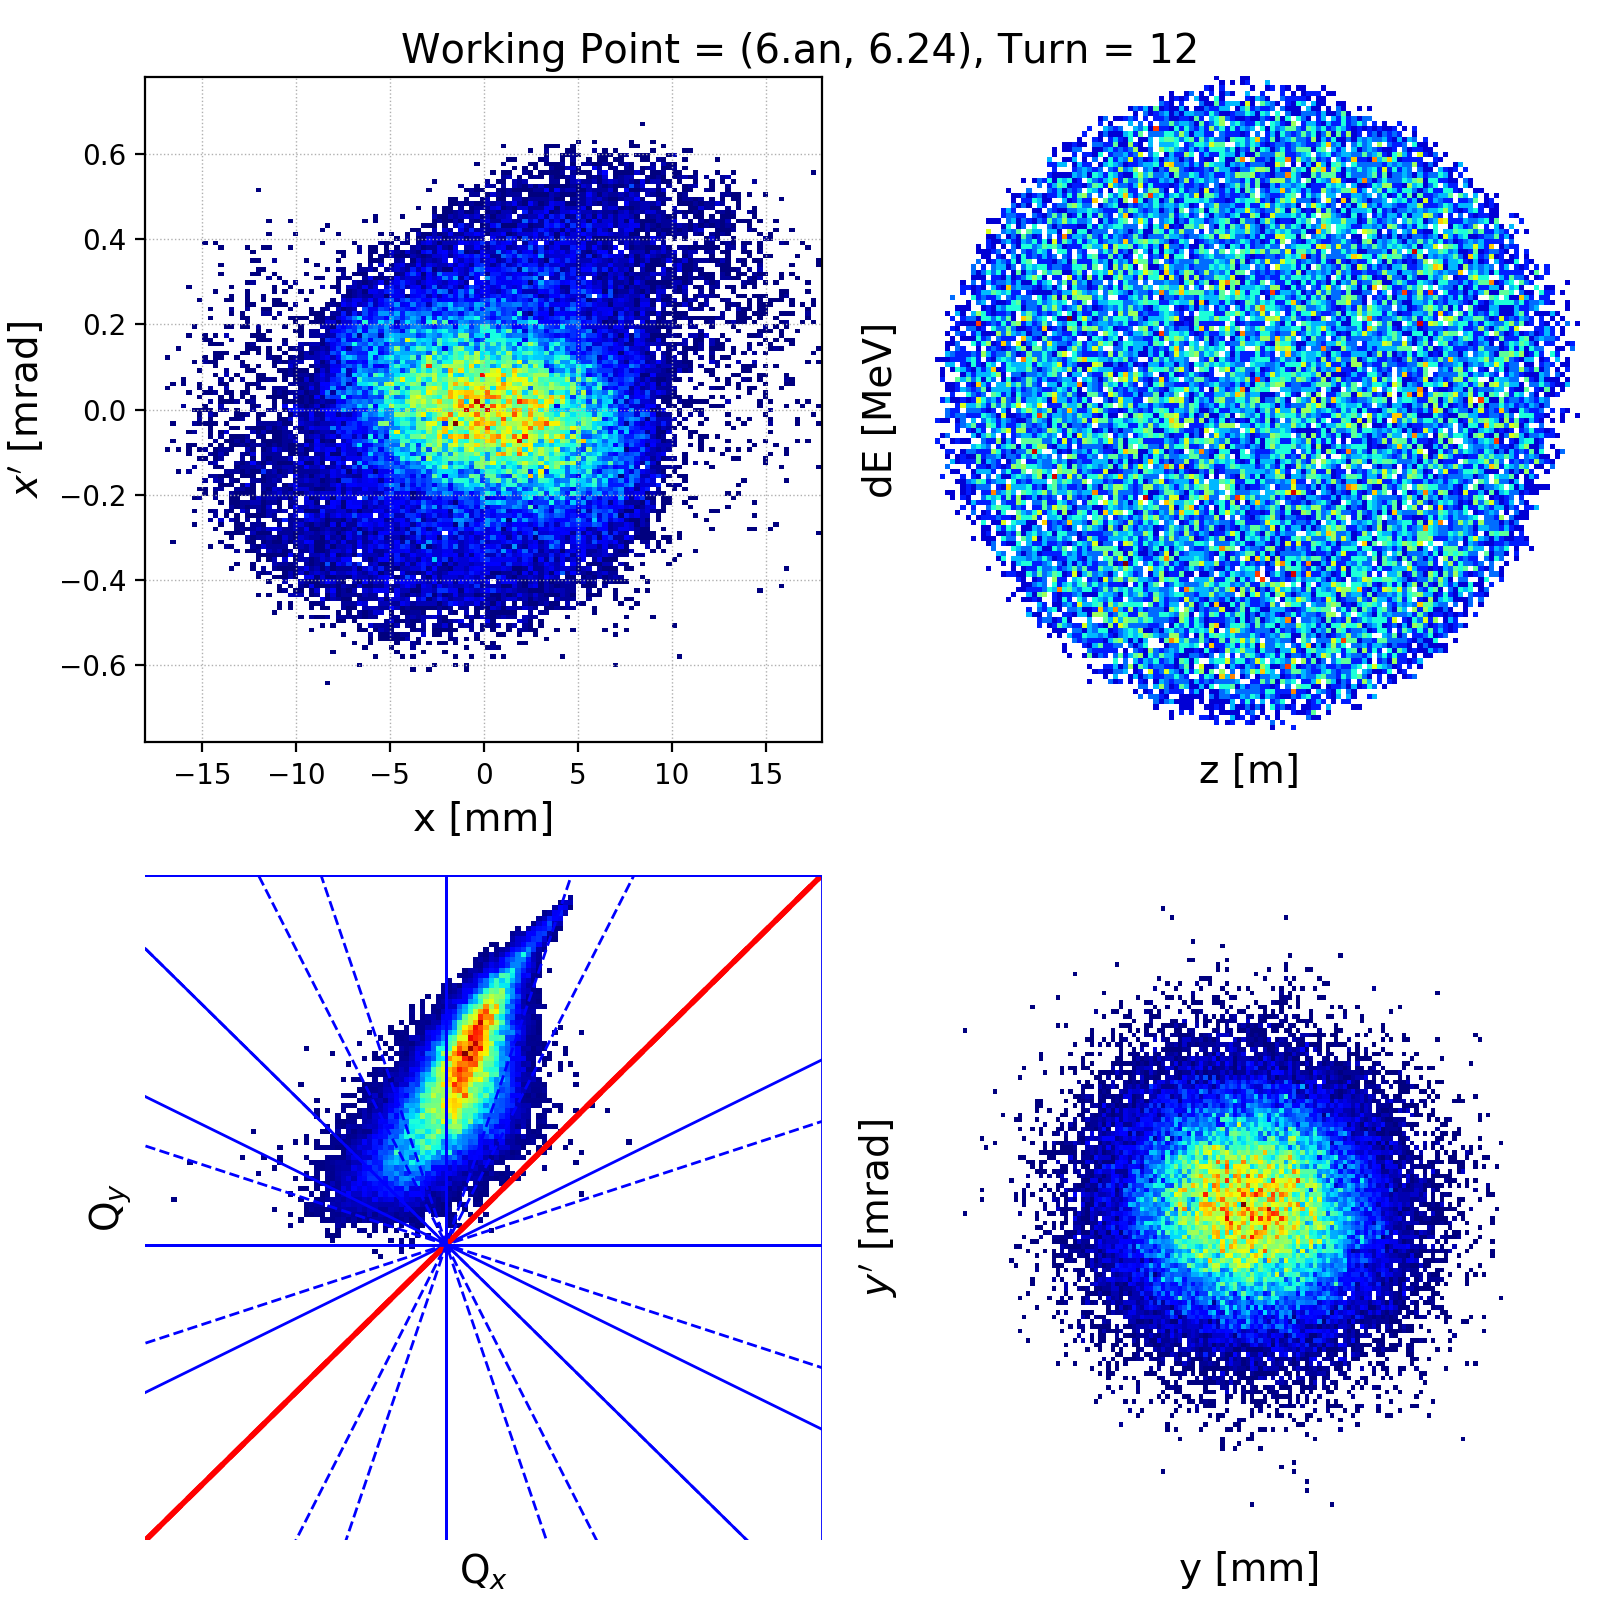 Working Point = (6.an, 6.24), Turn = 12
x′ [mrad]
0.6
0.4
0.2
0.0
−0.2
−0.4
−0.6
−15 −10 −5 0 5 10 15
x [mm]
dE [MeV]
z [m]
Qy
Qx
y′ [mrad]
y [mm]